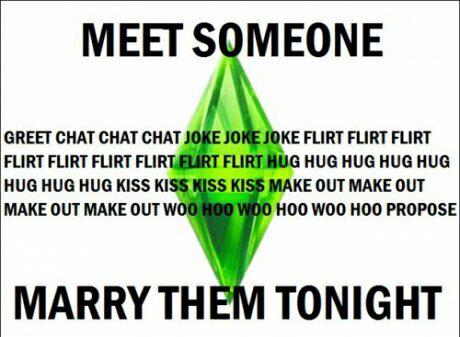 MEET SOMEONE
GREET CHAT CHAT CHAT JOKE JOKE JOKE FLIRT FLIRT FLIRT
FLIRT FLIRT FLIRT FLIRT FLIRT FLIRT HUG HUG HUG HUG HUG
HUG HUG HUG KISS KISS KISS KISS MAKE OUT MAKE OUT
MAKE OUT MAKE OUT WOO HOO WOO HOO WOO HOO PROPOSE
MARRY THEM TONIGHT